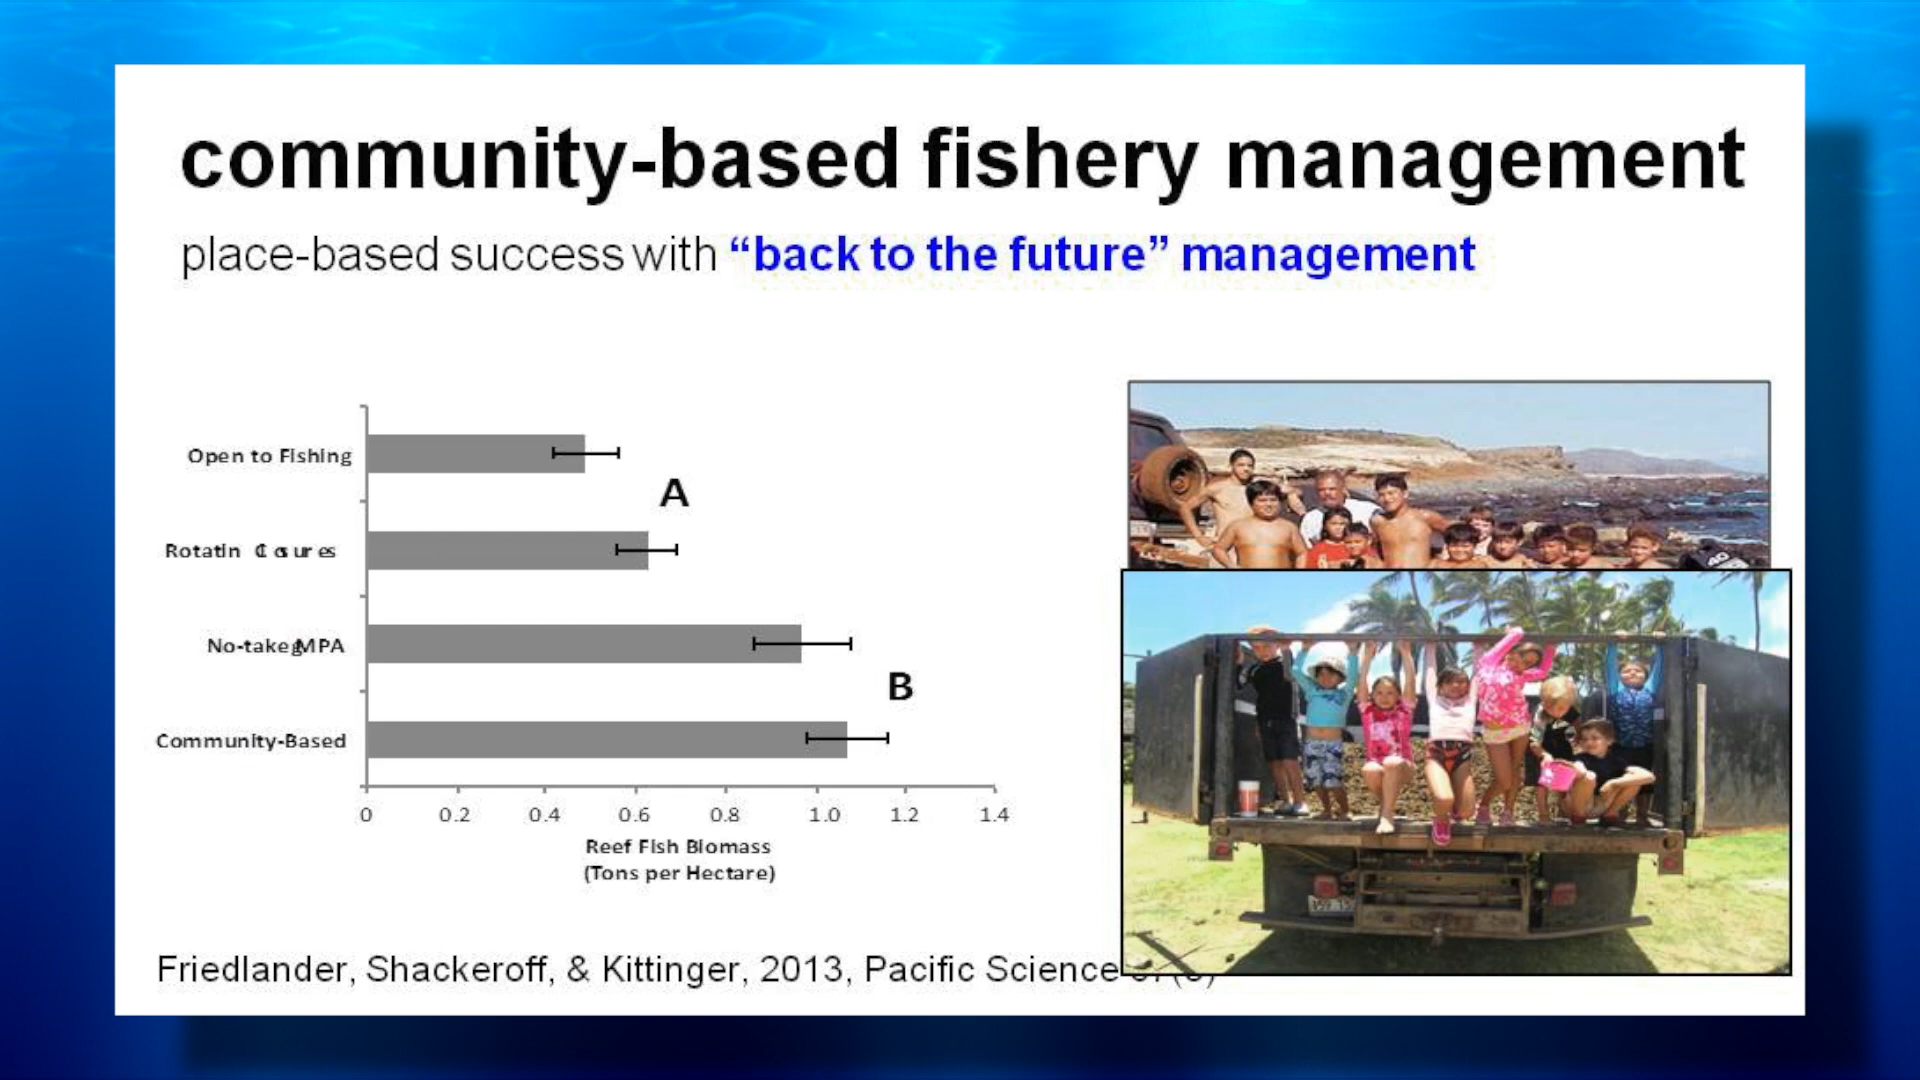 community-based fishery management
place-based success with “back to the future” management
Open to Fishing
A
Rotatin
No-take MPA
B
Community-Based
0 0.2 0.4 0.6 0.8 1.0 1.2 1.4
Reef Fish Biomass
(Tons per Hectare)
Friedlander, Shackeroff, & Kittinger, 2013, Pacific Science